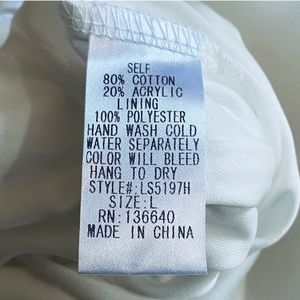 SELF
80% COTTON
20% ACRYLIC
LINING
100% POLYESTER
HAND WASH COLD
WATER SEPARATELY
COLOR WILL BLEED
HANG TO DRY
STYLE#:LS5197H
SIZE:L
RN:136640
MADE IN CHINA